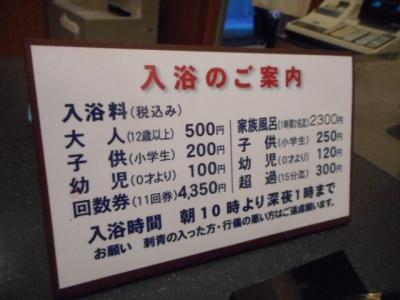 入浴のご案内
入浴料(税込み)
大人(12歳以上) 500円
子供(小学生) 200円
幼児(0才より) 100円
回数券(11回券) 4,350円
家族風呂(1時間2名迄) 2300円
子供(小学生) 250円
幼児(0才より) 120円
超過(15分迄) 300円
入浴時間 朝10時より深夜1時まで
お願い 刺青の入った方・行儀の悪い方はご遠慮願います。